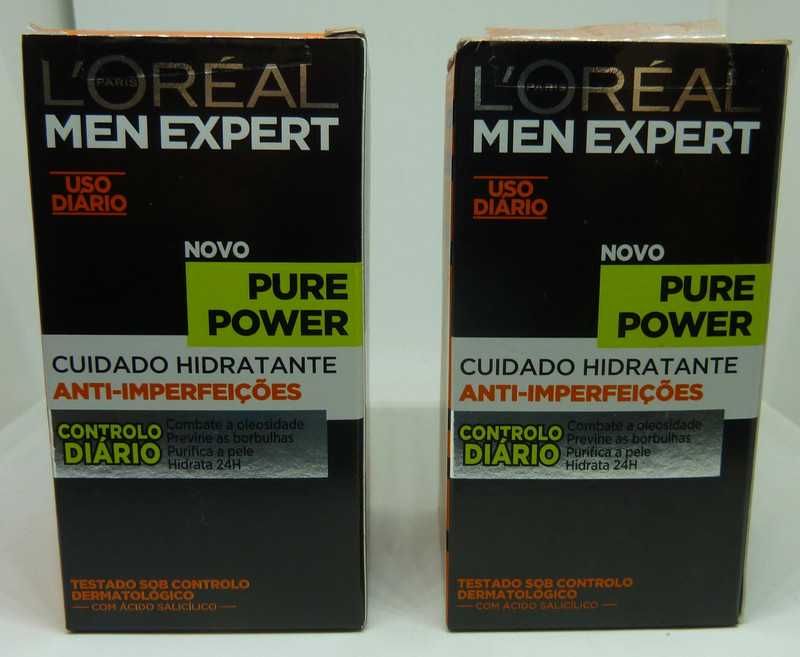 L'ORÉAL
PARIS
MEN EXPERT
USO
DIÁRIO
NOVO
PURE
POWER
CUIDADO HIDRATANTE
ANTI-IMPERFEIÇÕES
CONTROLO
DIÁRIO
Combate a oleosidade
Previne as borbulhas
Purifica a pele
Hidrata 24H
TESTADO SOB CONTROLO
DERMATOLÓGICO
COM ÁCIDO SALICÍLICO
L'ORÉAL
PARIS
MEN EXPERT
USO
DIÁRIO
NOVO
PURE
POWER
CUIDADO HIDRATANTE
ANTI-IMPERFEIÇÕES
CONTROLO
DIÁRIO
Combate a oleosidade
Previne as borbulhas
Purifica a pele
Hidrata 24H
TESTADO SOB CONTROLO
DERMATOLÓGICO
COM ÁCIDO SALICÍLICO